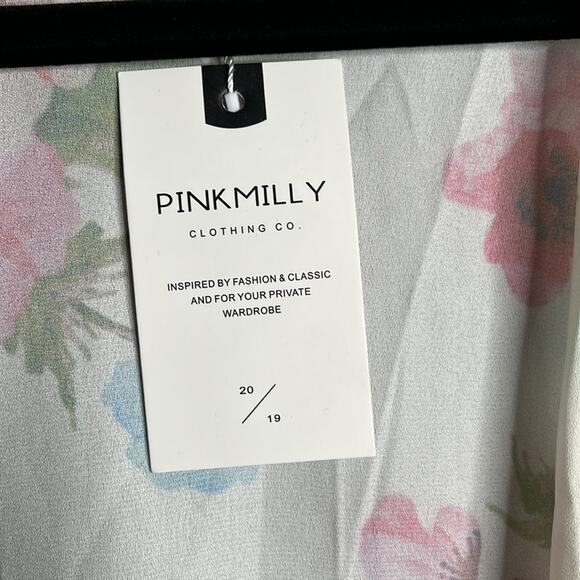 PINKMILLY
CLOTHING CO.
INSPIRED BY FASHION & CLASSIC
AND FOR YOUR PRIVATE
WARDROBE
20
/
19